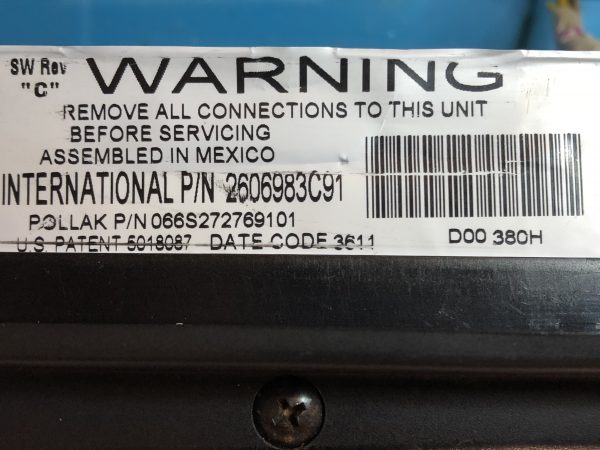 SW Rev "C" WARNING
REMOVE ALL CONNECTIONS TO THIS UNIT
BEFORE SERVICING
ASSEMBLED IN MEXICO
INTERNATIONAL P/N 2606983C91
POLLAK P/N 066S272769101
U.S. PATENT 5018087 DATE CODE 3611
D00 380H